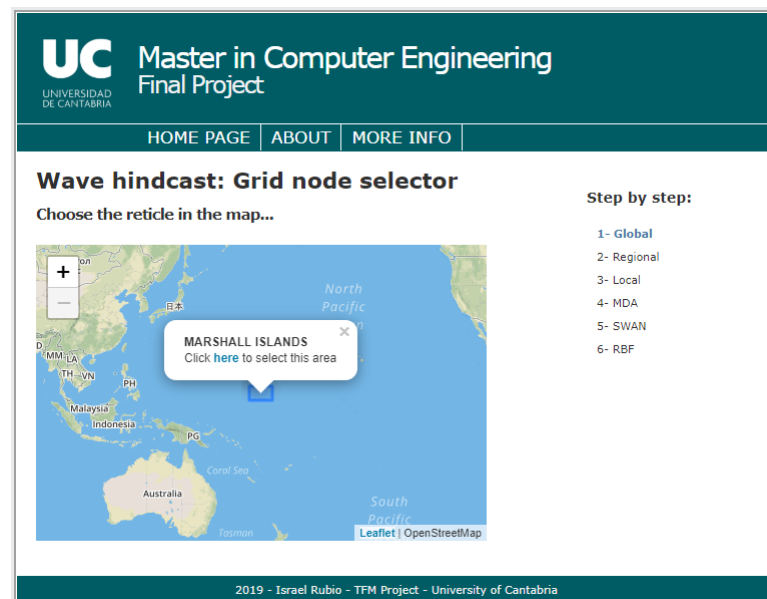 UC
UNIVERSIDAD
DE CANTABRIA
Master in Computer Engineering
Final Project
HOME PAGE
ABOUT
MORE INFO
Wave hindcast: Grid node selector
Choose the reticle in the map...
+
−
日本
North
Pacific
MARSHALL ISLANDS
×
Click here to select this area
MM
LA
TH
VN
PH
Malaysia
Indonesia
PG
Coral Sea
Australia
South
Pacific
Tasman
Leaflet | OpenStreetMap
Step by step:
1- Global
2- Regional
3- Local
4- MDA
5- SWAN
6- RBF
2019 - Israel Rubio - TFM Project - University of Cantabria